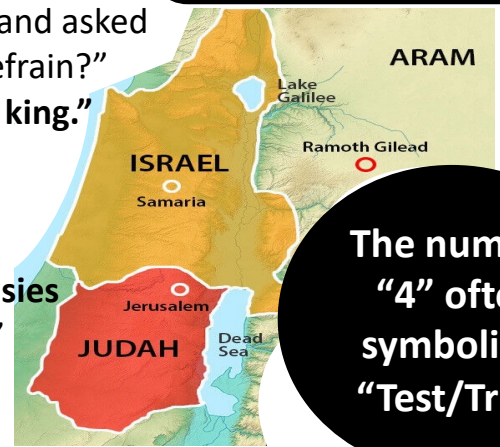 and asked
efrain?”
king.”
sies
”
ARAM
Lake
Galilee
Ramoth Gilead
ISRAEL
Samaria
Jerusalem
JUDAH
Dead
Sea
The num
“4” ofte
symboli
“Test/Tr